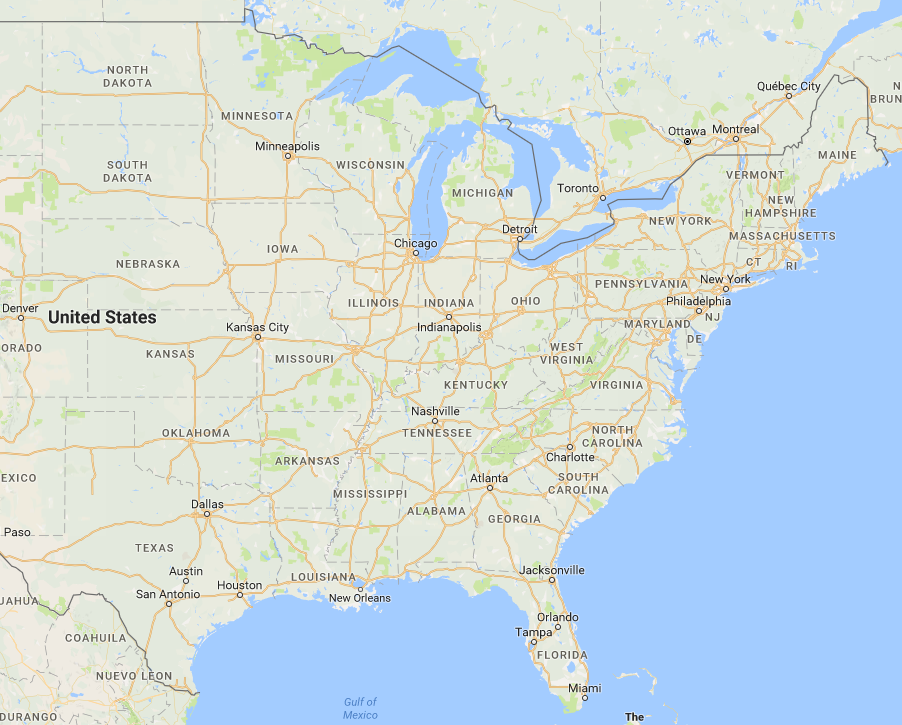 Québec City
N
BRUN
NORTH
DAKOTA
MINNESOTA
Ottawa
Montreal
Minneapolis
MAINE
SOUTH
DAKOTA
WISCONSIN
VERMONT
MICHIGAN
Toronto
NEW
HAMPSHIRE
NEW YORK
Detroit
MASSACHUSETTS
Chicago
IOWA
NEBRASKA
CT
RI
PENNSYLVANIA
New York
Denver
United States
ILLINOIS
INDIANA
OHIO
Philadelphia
NJ
Kansas City
Indianapolis
MARYLAND
DE
ORADO
KANSAS
MISSOURI
WEST
VIRGINIA
KENTUCKY
VIRGINIA
Nashville
OKLAHOMA
TENNESSEE
NORTH
CAROLINA
ARKANSAS
Charlotte
EXICO
Atlanta
SOUTH
CAROLINA
MISSISSIPPI
Dallas
ALABAMA
GEORGIA
Paso
TEXAS
Austin
LOUISIANA
Jacksonville
San Antonio
Houston
New Orleans
UAHUA
COAHUILA
Orlando
Tampa
FLORIDA
NUEVO LEON
Miami
Gulf of
Mexico
DURANGO
The